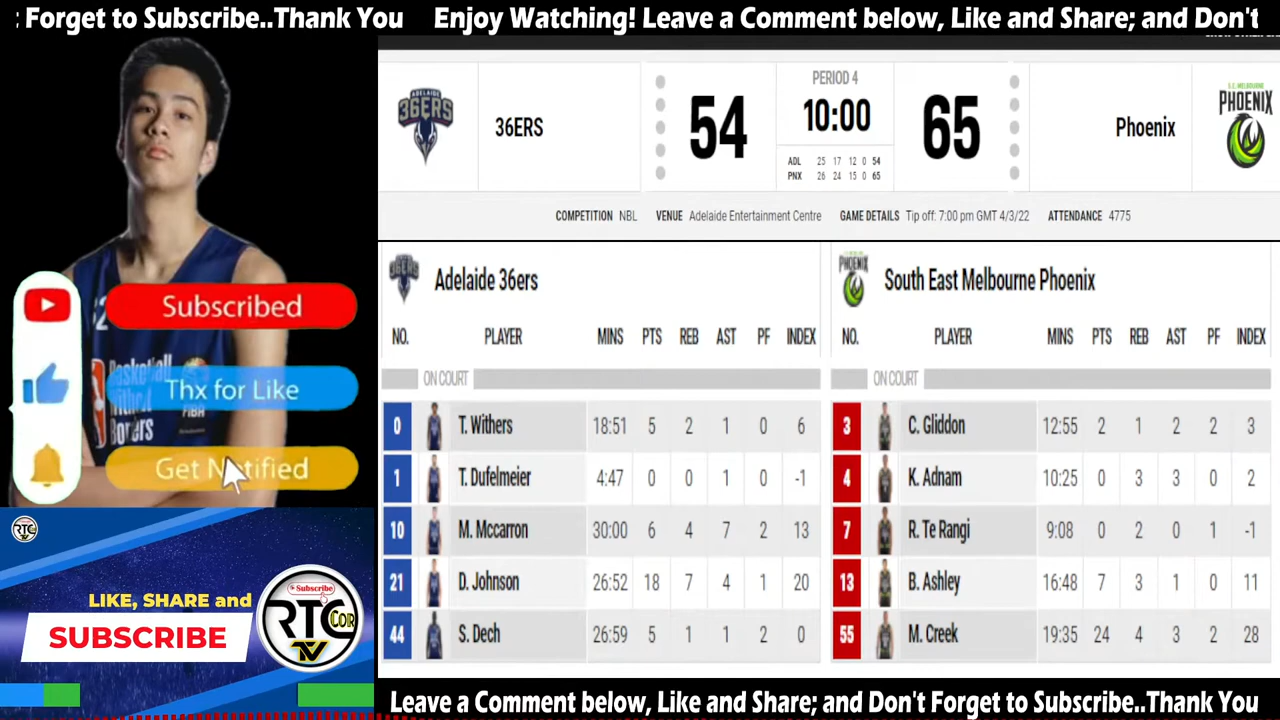 : Forget to Subscribe..Thank You Enjoy Watching! Leave a Comment below, Like and Share; and Don't
36ERS 54 PERIOD 4 65 Phoenix
10:00
ADL 25 17 12 0 54
PNX 26 24 15 0 65
ADELAIDE
36ERS
S.E. MELBOURNE
PHOENIX
COMPETITION NBL VENUE Adelaide Entertainment Centre GAME DETAILS Tip off: 7:00 pm GMT 4/3/22 ATTENDANCE 4775
Adelaide 36ers
NO. PLAYER MINS PTS REB AST PF INDEX
ON COURT
0 T. Withers 18:51 5 2 1 0 6
1 T. Dufelmeier 4:47 0 0 1 0 -1
10 M. Mccarron 30:00 6 4 7 2 13
21 D. Johnson 26:52 18 7 4 1 20
44 S. Dech 26:59 5 1 1 2 0
South East Melbourne Phoenix
NO. PLAYER MINS PTS REB AST PF INDEX
ON COURT
3 C. Gliddon 12:55 2 1 2 2 3
4 K. Adnam 10:25 0 3 3 0 2
7 R. Te Rangi 9:08 0 2 0 1 -1
13 B. Ashley 16:48 7 3 1 0 11
55 M. Creek 19:35 24 4 3 2 28
Subscribed
Thx for Like
Get Notified
Basketball
Without
Borders
FIBA
LIKE, SHARE and
SUBSCRIBE
Subscribe
RTC
COR
TV
Leave a Comment below, Like and Share; and Don't Forget to Subscribe..Thank You